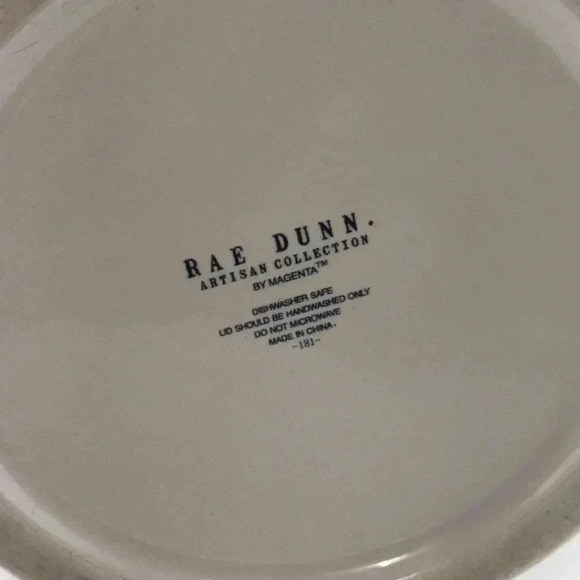 RAE DUNN.
ARTISAN COLLECTION
BY MAGENTA™
DISHWASHER SAFE
LID SHOULD BE HANDWASHED ONLY
DO NOT MICROWAVE
MADE IN CHINA.
-181-